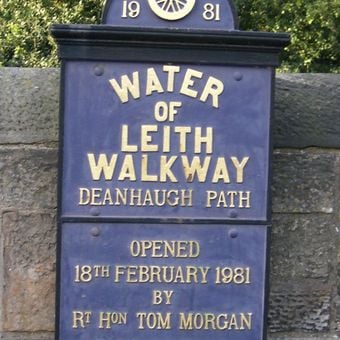 19 81
WATER
OF
LEITH
WALKWAY
DEANHAUGH PATH
OPENED
18TH FEBRUARY 1981
BY
RT HON TOM MORGAN